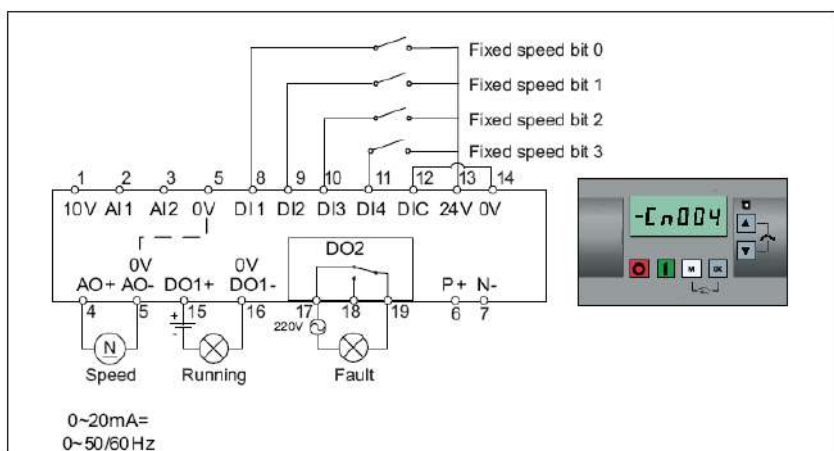 Fixed speed bit 0
Fixed speed bit 1
Fixed speed bit 2
Fixed speed bit 3
1 2 3 5 8 9 10 11 12 13 14
10V AI1 AI2 0V DI1 DI2 DI3 DI4 DIC 24V 0V
-Cn004
DO2
0V 0V
AO+ AO- DO1+ DO1- P+ N-
M OK
4 5 15 16 17 18 19 6 7
+
-
220V
N
Speed Running Fault
0~20mA=
0~50/60Hz